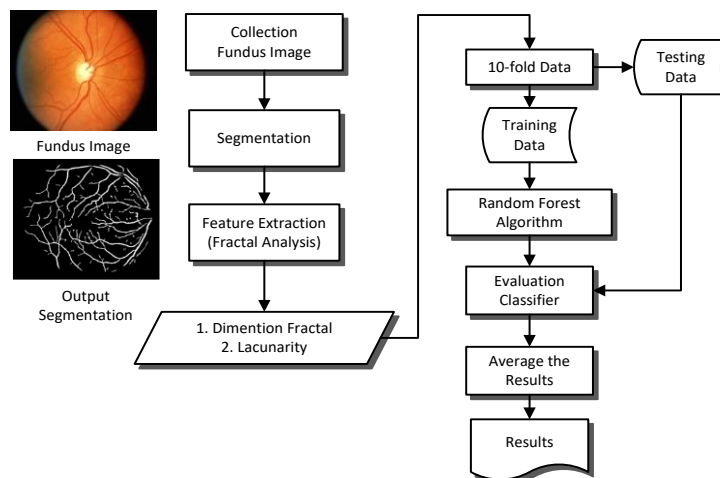 Fundus Image
Output
Segmentation
Collection
Fundus Image
Segmentation
Feature Extraction
(Fractal Analysis)
1. Dimention Fractal
2. Lacunarity
10-fold Data
Testing
Data
Training
Data
Random Forest
Algorithm
Evaluation
Classifier
Average the
Results
Results